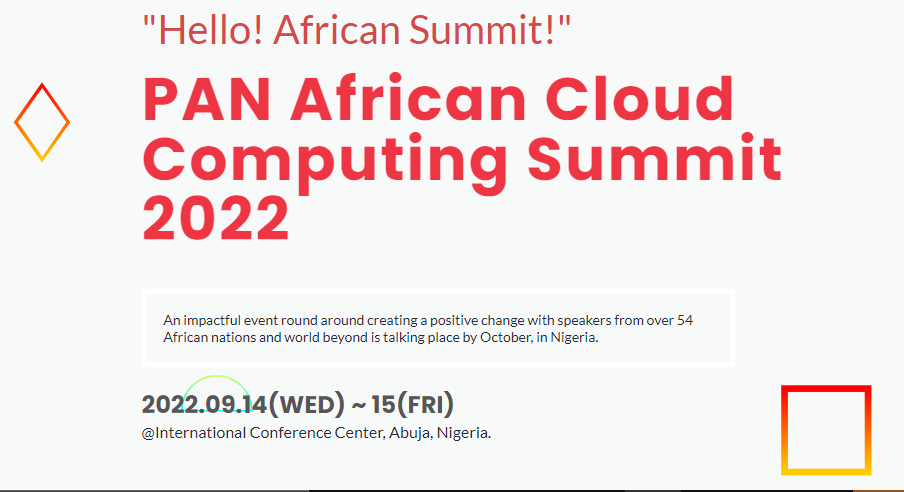 "Hello! African Summit!"
PAN African Cloud
Computing Summit
2022
An impactful event round around creating a positive change with speakers from over 54
African nations and world beyond is talking place by October, in Nigeria.
2022.09.14(WED) ~ 15(FRI)
@International Conference Center, Abuja, Nigeria.